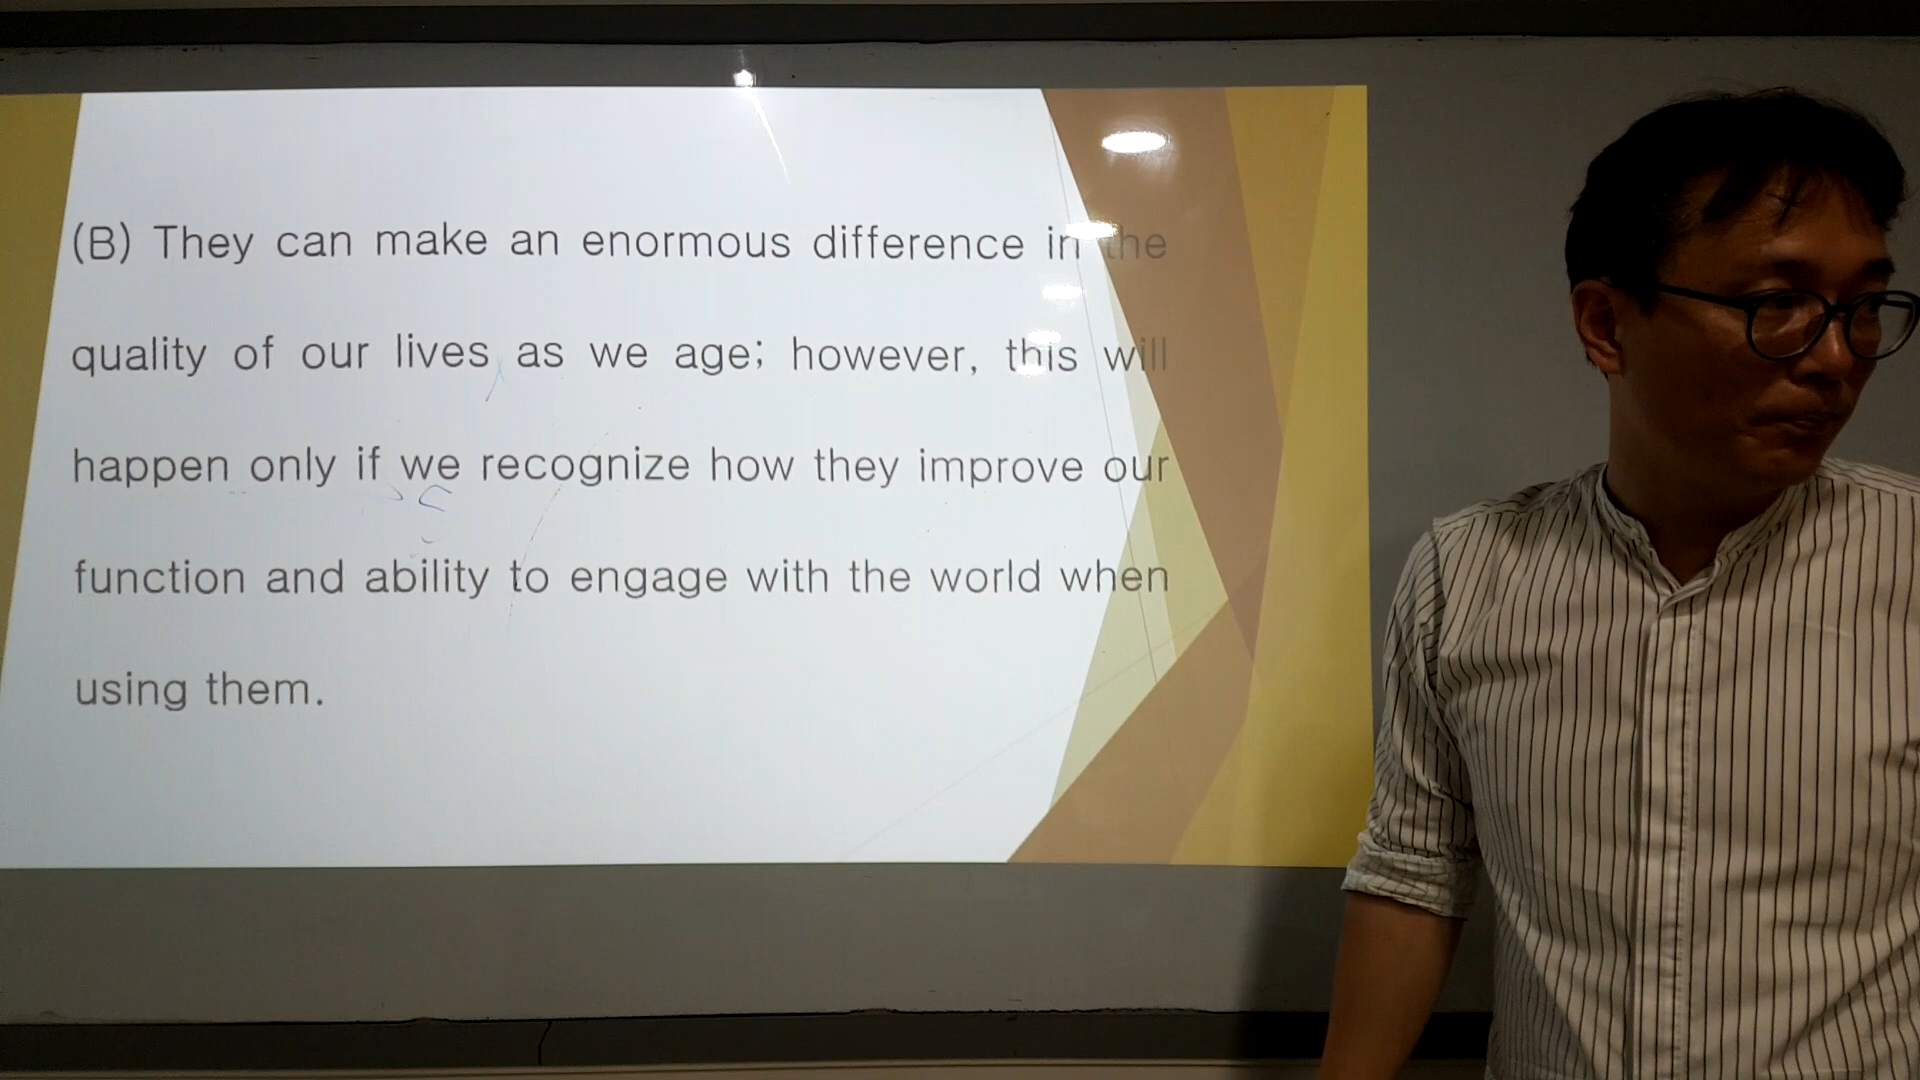 (B) They can make an enormous difference in the
quality of our lives as we age; however, this will
happen only if we recognize how they improve our
function and ability to engage with the world when
using them.